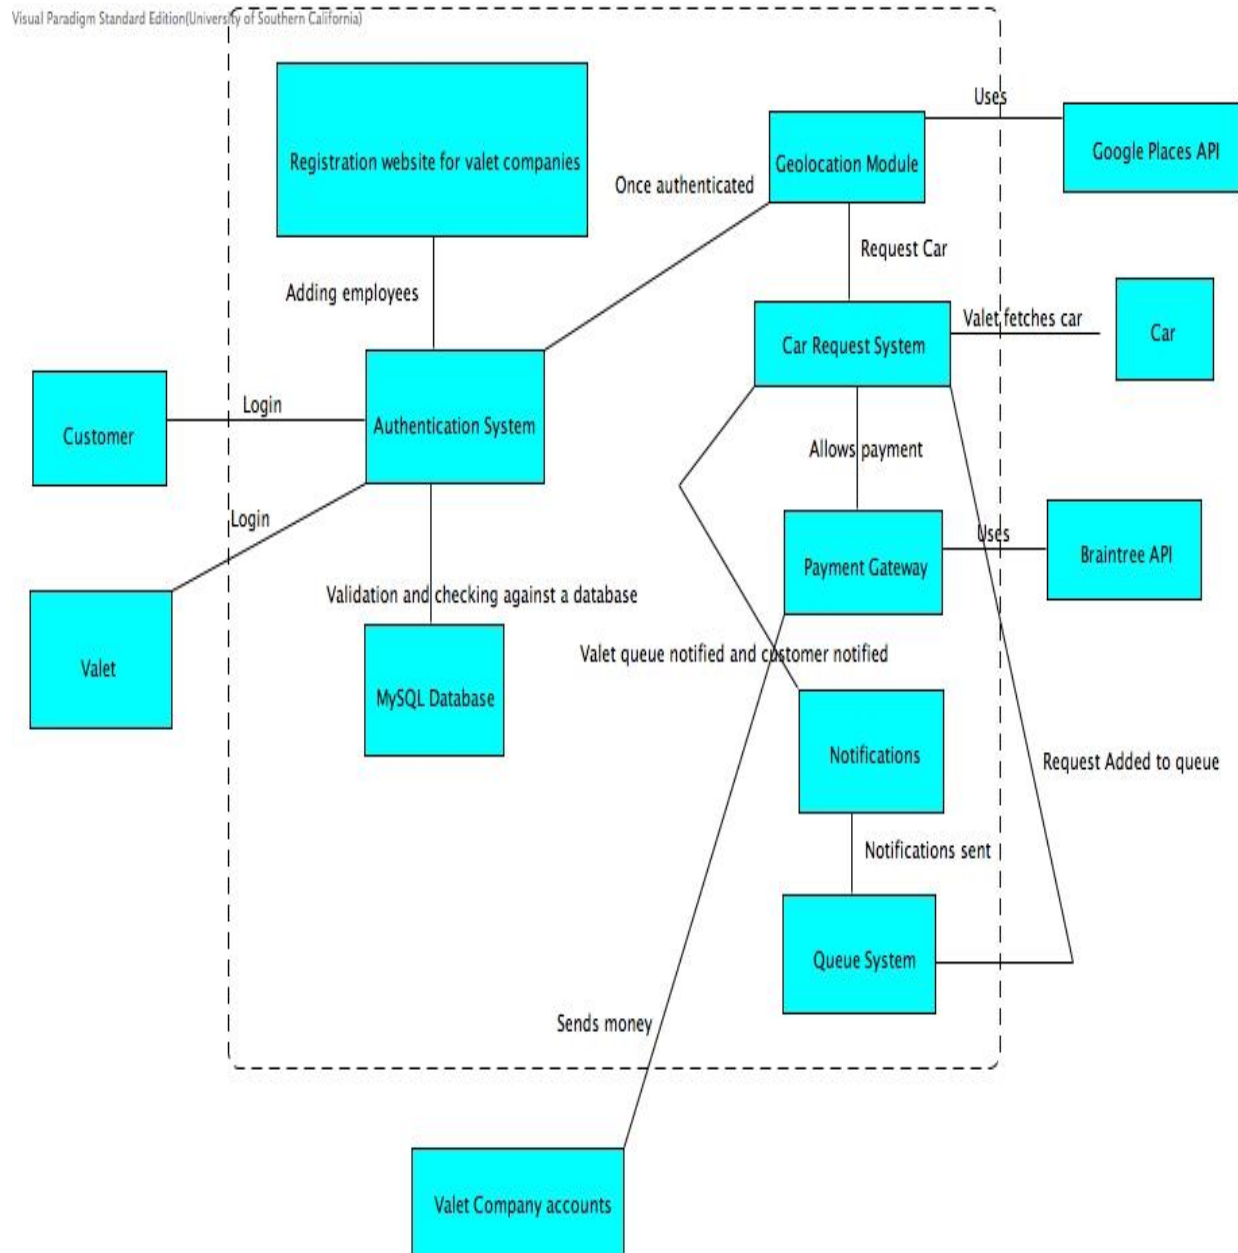 Visual Paradigm Standard Edition(University of Southern California)
Uses
Google Places API
Registration website for valet companies
Geolocation Module
Once authenticated
Request Car
Adding employees
Valet fetches car
Car
Car Request System
Login
Customer
Authentication System
Allows payment
Login
Uses
Braintree API
Payment Gateway
Validation and checking against a database
Valet queue notified and customer notified
Valet
MySQL Database
Notifications
Request Added to queue
Notifications sent
Queue System
Sends money
Valet Company accounts